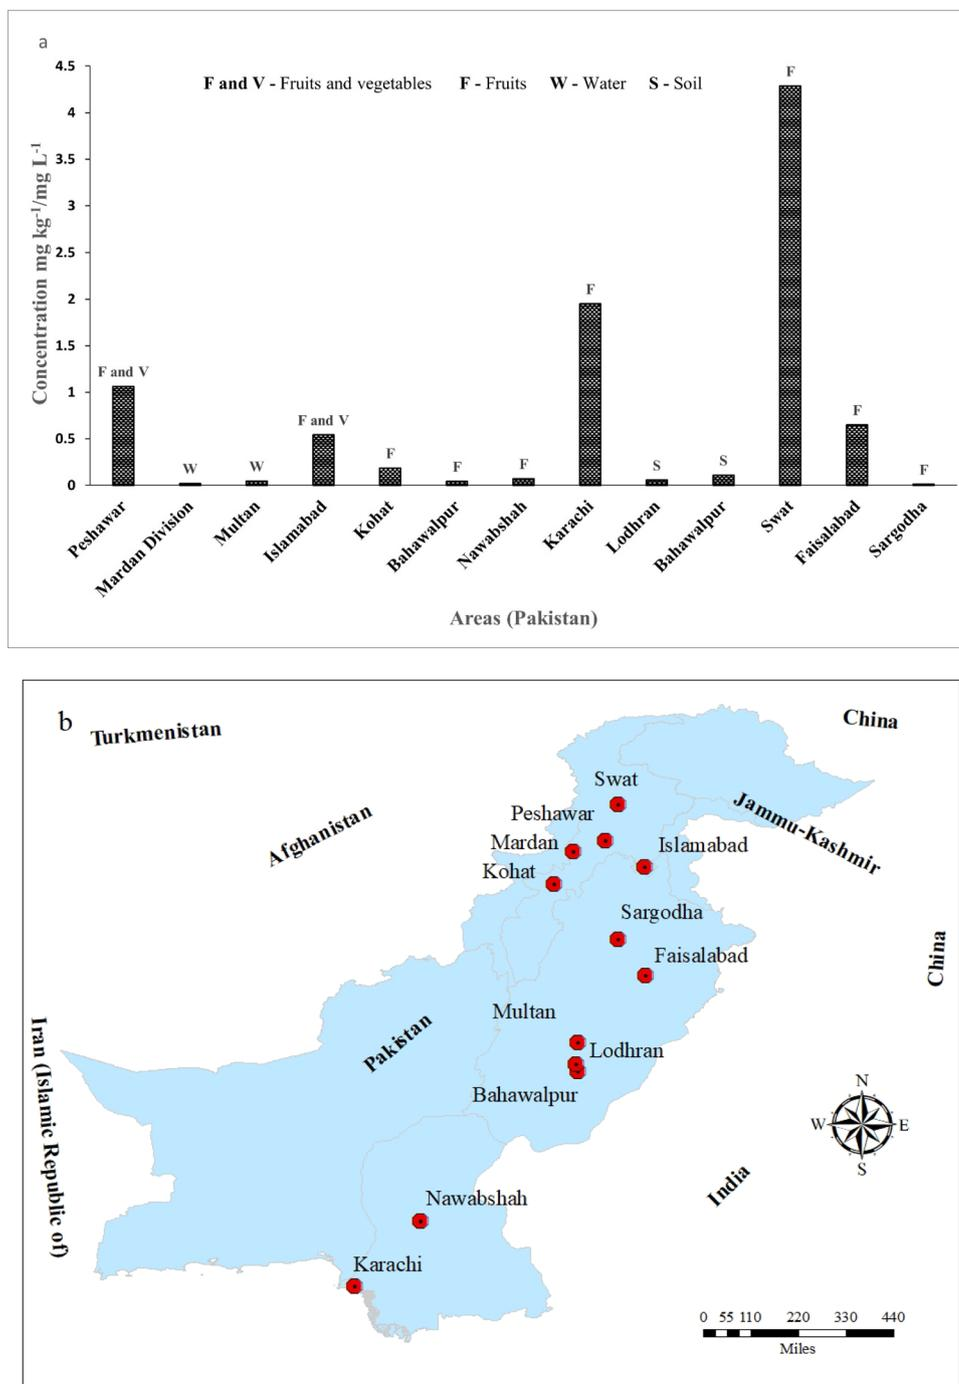 a
F and V - Fruits and vegetables F - Fruits W - Water S - Soil
Concentration mg kg⁻¹/mg L⁻¹
4.5
4
3.5
3
2.5
2
1.5
1
0.5
0
F and V
W
W
F and V
F
F
F
F
S
S
F
F
F
Peshawar
Mardan Division
Multan
Islamabad
Kohat
Bahawalpur
Nawabshah
Karachi
Lodhran
Bahawalpur
Swat
Faisalabad
Sargodha
Areas (Pakistan)
b
Turkmenistan
China
Swat
Afghanistan
Peshawar
Jammu-Kashmir
Mardan
Islamabad
Kohat
Sargodha
Faisalabad
China
Multan
Pakistan
Lodhran
Iran (Islamic Republic of)
Bahawalpur
N
W
E
S
India
Nawabshah
Karachi
0 55 110 220 330 440
Miles